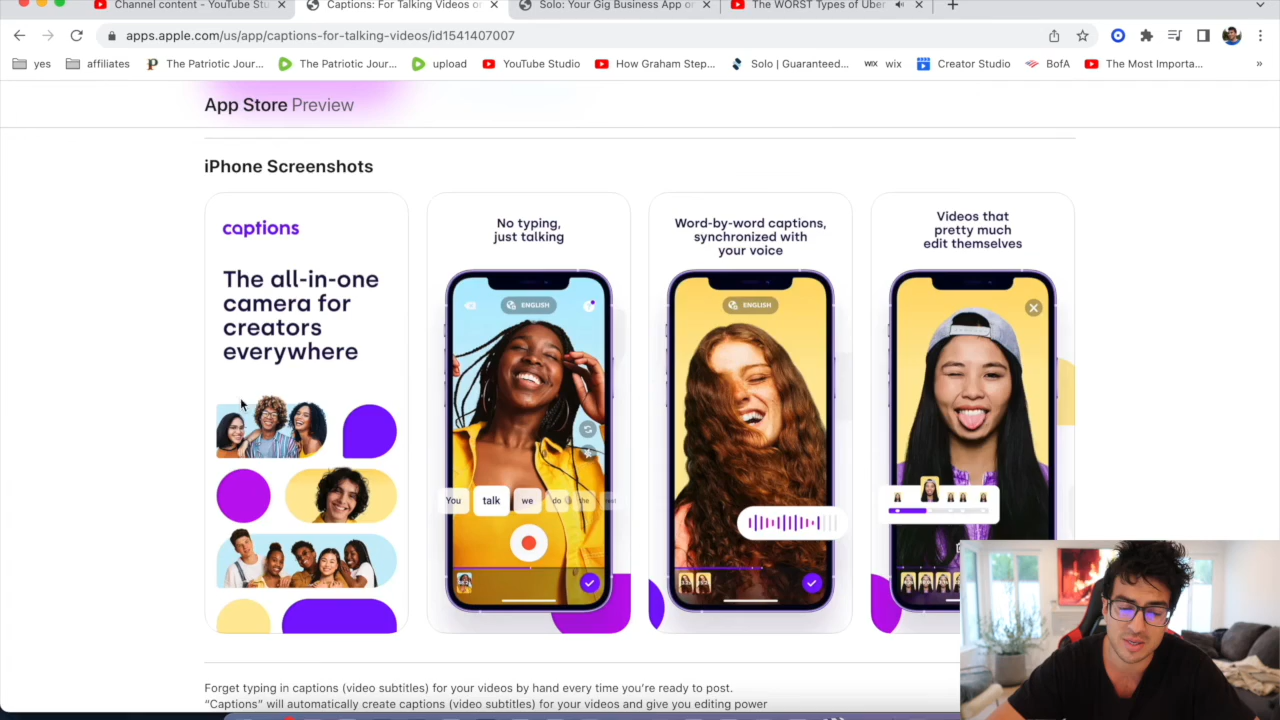 Channel content - YouTube Stu
Captions: For Talking Videos on
Solo: Your Gig Business App or
The WORST Types of Uber
apps.apple.com/us/app/captions-for-talking-videos/id1541407007
yes
affiliates
The Patriotic Jour...
The Patriotic Jour...
upload
YouTube Studio
How Graham Step...
Solo | Guaranteed...
WIX wix
Creator Studio
BofA
The Most Importa...
»
App Store Preview
iPhone Screenshots
captions
The all-in-one
camera for
creators
everywhere
No typing,
just talking
ENGLISH
You talk we do the
Word-by-word captions,
synchronized with
your voice
ENGLISH
Videos that
pretty much
edit themselves
Forget typing in captions (video subtitles) for your videos by hand every time you're ready to post.
"Captions" will automatically create captions (video subtitles) for your videos and give you editing power